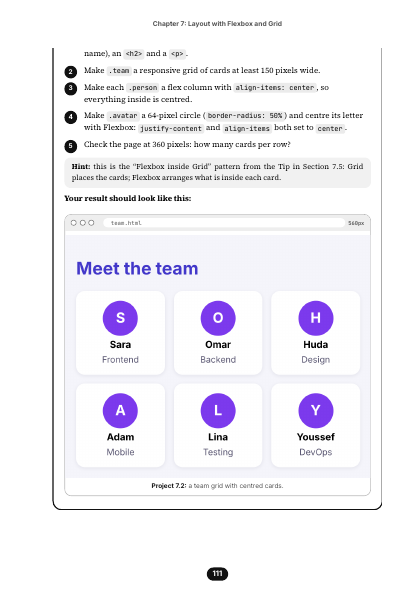 Chapter 7: Layout with Flexbox and Grid
name), an <h2> and a <p>.
2 Make .team a responsive grid of cards at least 150 pixels wide.
3 Make each .person a flex column with align-items: center, so
everything inside is centred.
4 Make .avatar a 64-pixel circle (border-radius: 50%) and centre its letter
with Flexbox: justify-content and align-items both set to center.
5 Check the page at 360 pixels: how many cards per row?
Hint: this is the “Flexbox inside Grid” pattern from the Tip in Section 7.5: Grid
places the cards; Flexbox arranges what is inside each card.
Your result should look like this:
team.html 560px
Meet the team
S O H
Sara Omar Huda
Frontend Backend Design
A L Y
Adam Lina Youssef
Mobile Testing DevOps
Project 7.2: a team grid with centred cards.
111